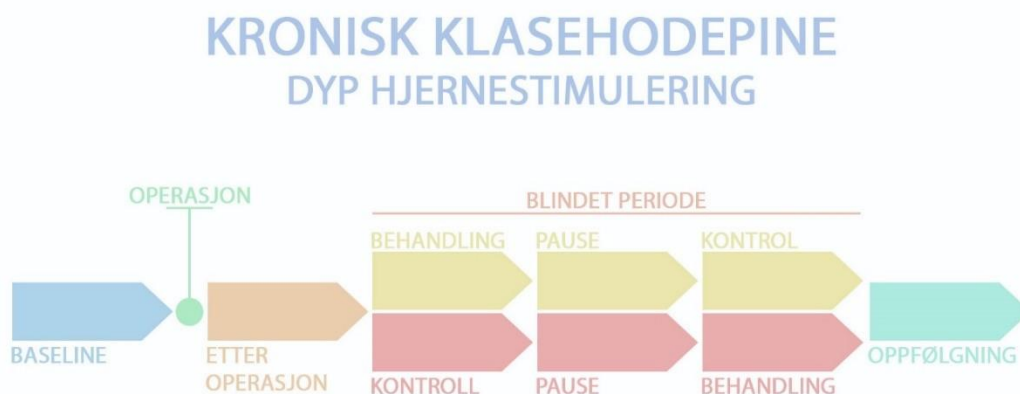 KRONISK KLASEHODEPINE
DYP HJERNESTIMULERING
OPERASJON
BLINDET PERIODE
BEHANDLING PAUSE KONTROL
BASELINE
ETTER
OPERASJON
KONTROLL PAUSE BEHANDLING
OPPFØLGNING